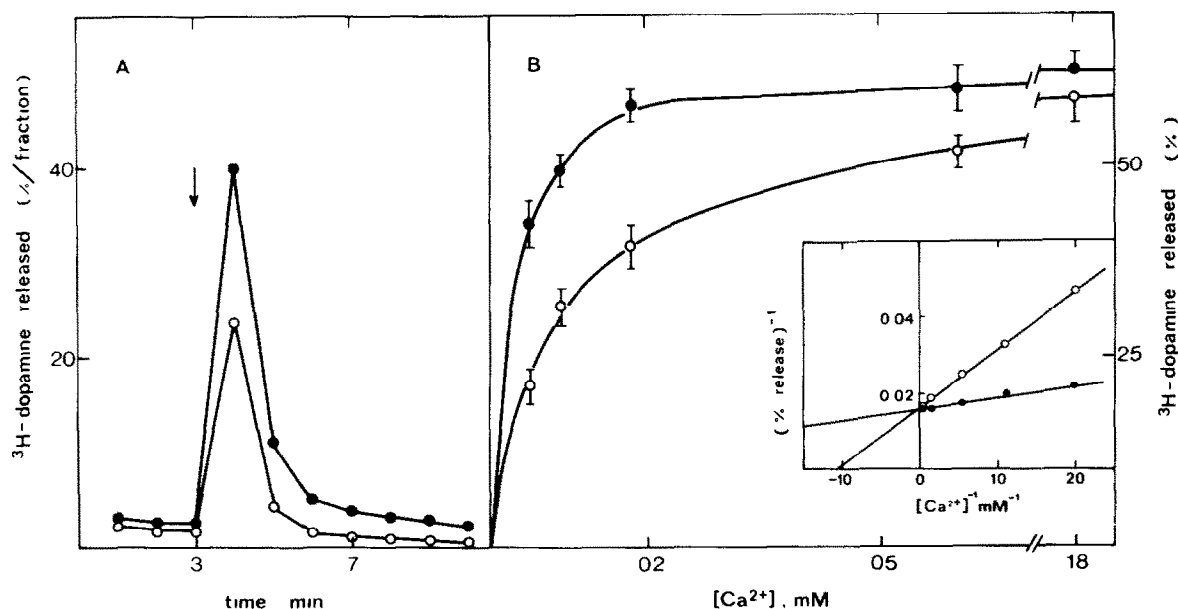 A
B
³H-dopamine released (%/fraction)
40
20
3
7
time min
³H-dopamine released (%)
50
25
02
05
18
[Ca²⁺], mM
(% release)⁻¹
0 04
0 02
-10
0
10
20
[Ca²⁺]⁻¹ mM⁻¹